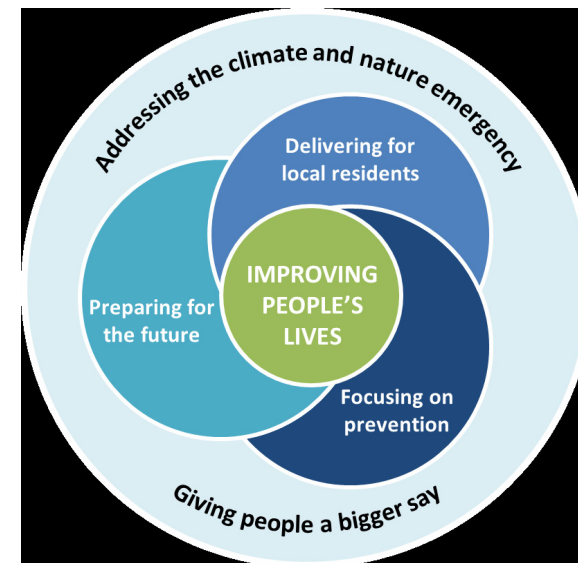 Addressing the climate and nature emergency
Delivering for
local residents
IMPROVING
PEOPLE'S
LIVES
Preparing for
the future
Focusing on
prevention
Giving people a bigger say